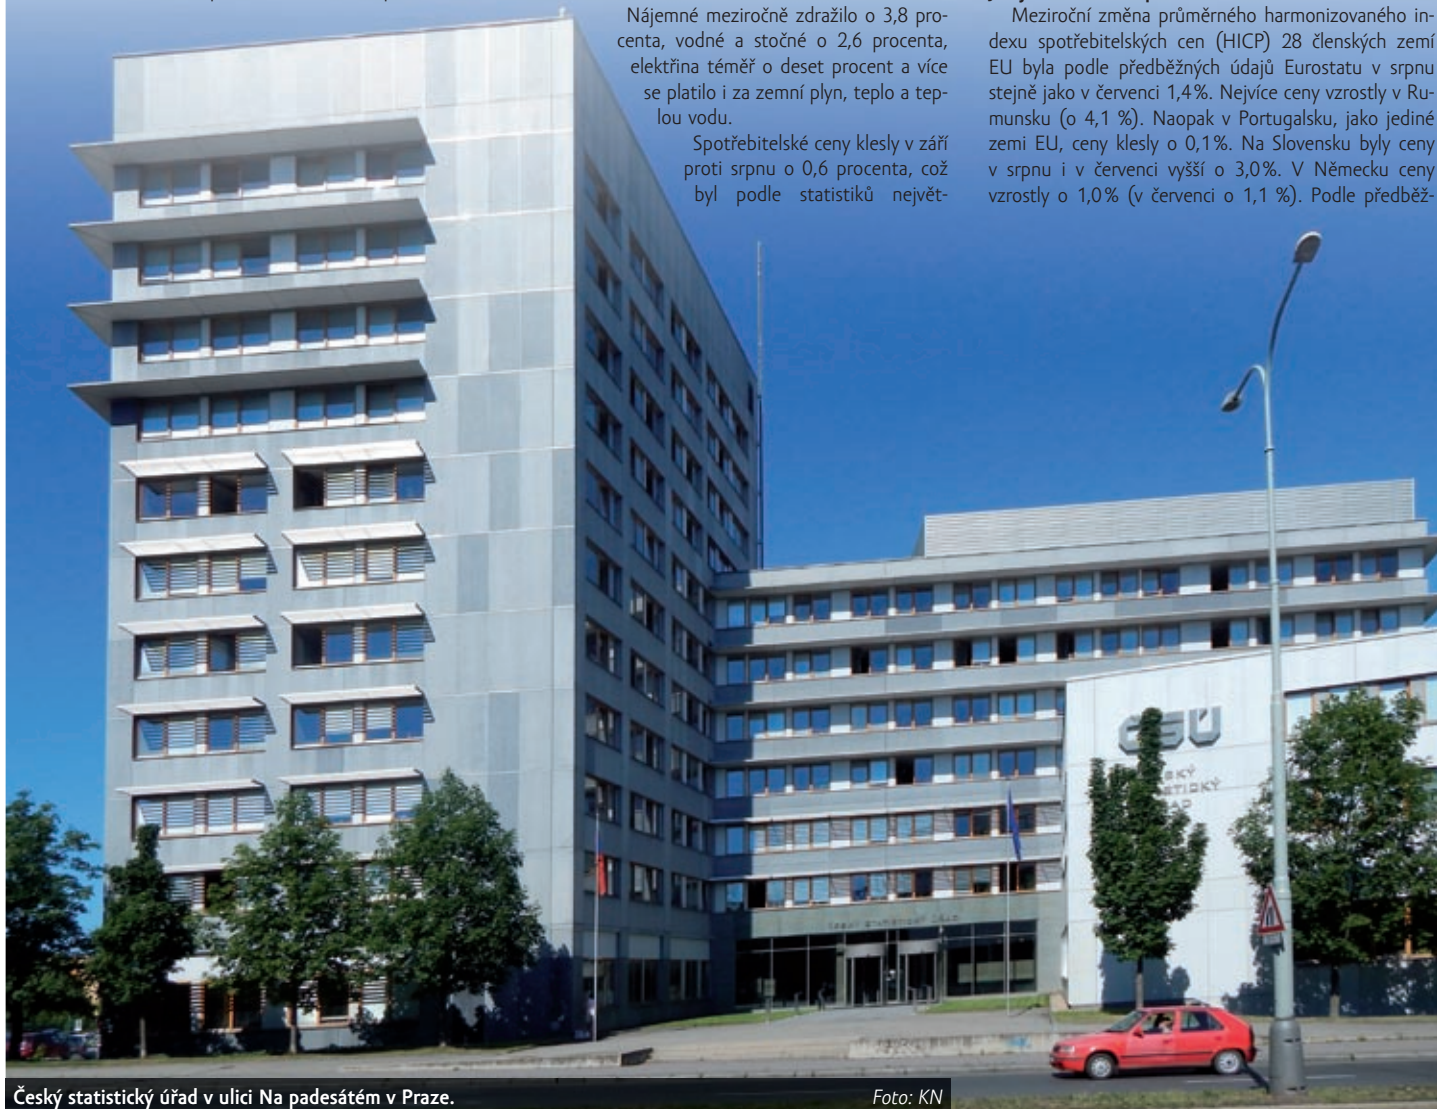 Nájemné meziročně zdražilo o 3,8 pro-
centa, vodné a stočné o 2,6 procenta,
elektřina téměř o deset procent a více
se platilo i za zemní plyn, teplo a tep-
lou vodu.
Spotřebitelské ceny klesly v září
proti srpnu o 0,6 procenta, což
byl podle statistiků největ-
Meziroční změna průměrného harmonizovaného in-
dexu spotřebitelských cen (HICP) 28 členských zemí
EU byla podle předběžných údajů Eurostatu v srpnu
stejně jako v červenci 1,4%. Nejvíce ceny vzrostly v Ru-
munsku (o 4,1 %). Naopak v Portugalsku, jako jediné
zemi EU, ceny klesly o 0,1%. Na Slovensku byly ceny
v srpnu i v červenci vyšší o 3,0%. V Německu ceny
vzrostly o 1,0% (v červenci o 1,1 %). Podle předběž-
ČSÚ
ČESKÝ STATISTICKÝ ÚŘAD
Český statistický úřad v ulici Na padesátém v Praze.
Foto: KN